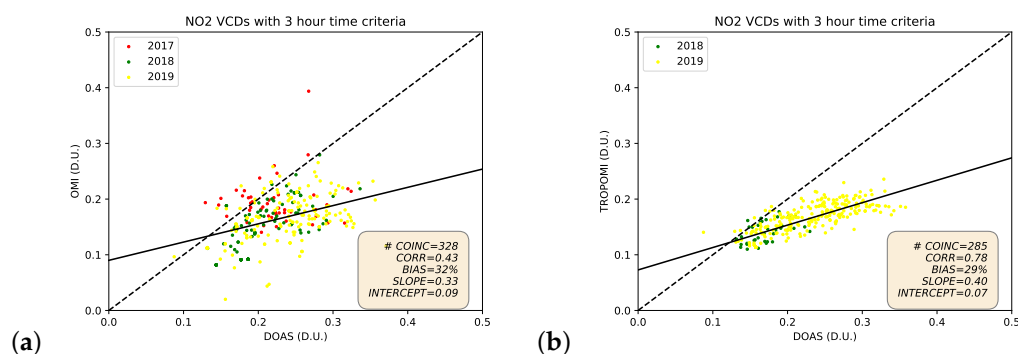 NO2 VCDs with 3 hour time criteria
2017
2018
2019
0.5
0.4
0.3
0.2
0.1
0.0
OMI (D.U.)
# COINC=328
CORR=0.43
BIAS=32%
SLOPE=0.33
INTERCEPT=0.09
0.0 0.1 0.2 0.3 0.4 0.5
DOAS (D.U.)
(a)
NO2 VCDs with 3 hour time criteria
2018
2019
0.5
0.4
0.3
0.2
0.1
0.0
TROPOMI (D.U.)
# COINC=285
CORR=0.78
BIAS=29%
SLOPE=0.40
INTERCEPT=0.07
0.0 0.1 0.2 0.3 0.4 0.5
DOAS (D.U.)
(b)